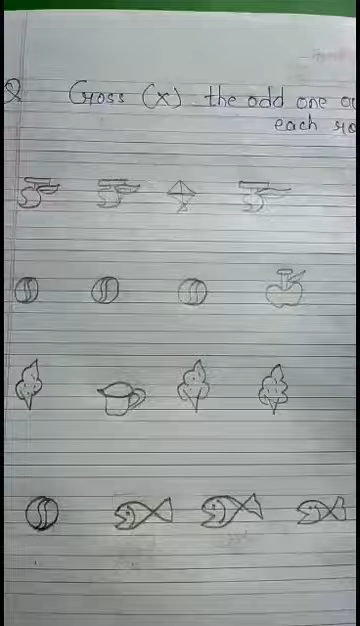 Q Cross (x) the odd one
each